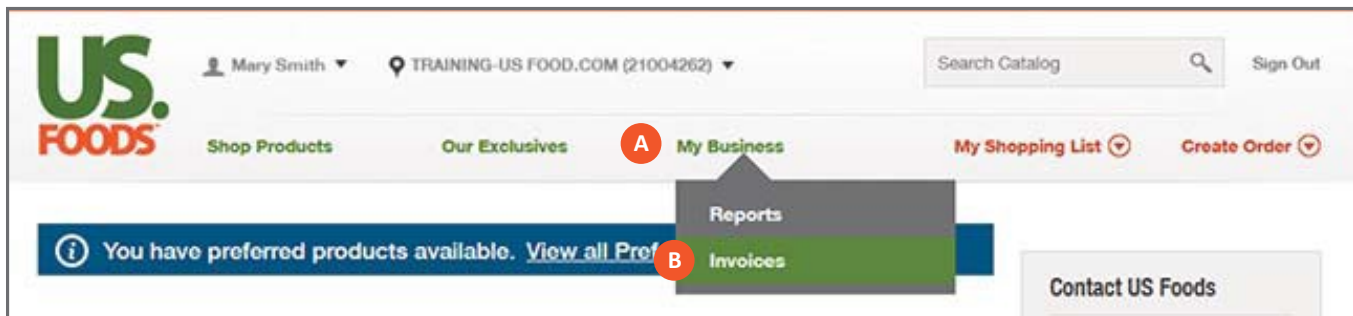 US.
FOODS
Mary Smith
TRAINING-US FOOD.COM (21004262)
Search Catalog
Sign Out
Shop Products
Our Exclusives
A
My Business
My Shopping List
Create Order
Reports
You have preferred products available. View all Pref
B
Invoices
Contact US Foods